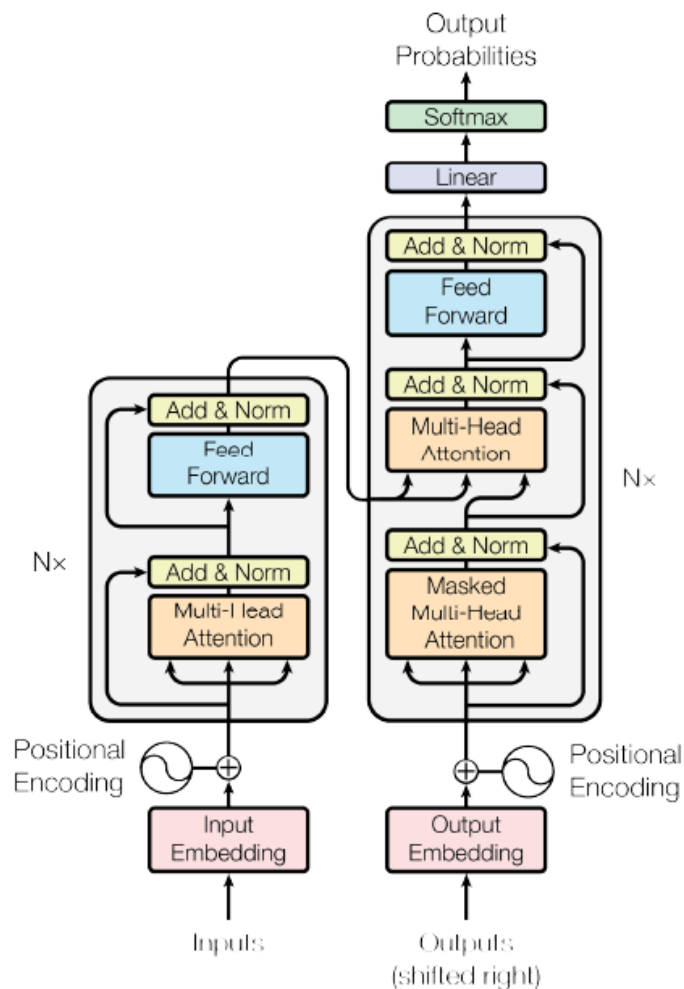 Output
Probabilities
Softmax
Linear
Add & Norm
Feed
Forward
Add & Norm
Multi-Head
Attention
Nx
Add & Norm
Masked
Multi-Head
Attention
Add & Norm
Feed
Forward
Nx
Add & Norm
Multi-Head
Attention
Positional
Encoding
Positional
Encoding
Input
Embedding
Output
Embedding
Inputs
Outputs
(shifted right)